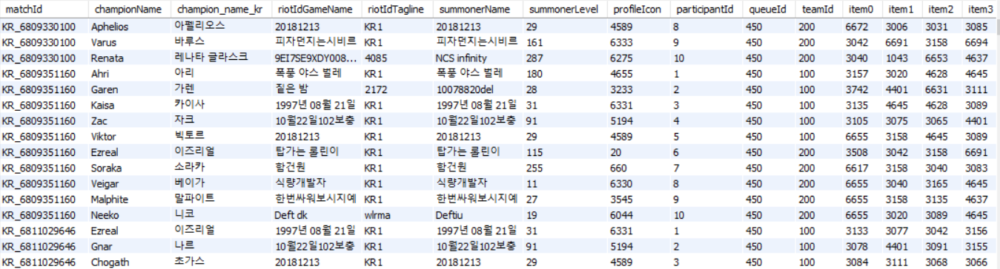 matchId championName champion_name_kr riotIdGameName riotIdTagline summonerName summonerLevel profileIcon participantId queueId teamId item0 item1 item2 item3
KR_6809330100 Aphelios 아펠리오스 20181213 KR1 20181213 29 4589 8 450 200 6672 3006 3031 3085
KR_6809330100 Varus 바루스 피자던지는시비르 KR1 피자던지는시비르 161 6333 9 450 200 3042 6691 3158 6694
KR_6809330100 Renata 레나타 글라스크 9EI7SE9XDY008... 4085 NCS infinity 287 6275 10 450 200 3040 1043 6653 4637
KR_6809351160 Ahri 아리 폭풍 야스 벌레 KR1 폭풍 야스 벌레 180 4655 1 450 100 3157 3020 4628 4645
KR_6809351160 Garen 가렌 짙은 밤 2172 10078820del 28 3233 2 450 100 3742 4401 6631 3111
KR_6809351160 Kaisa 카이사 1997년 08월 21일 KR1 1997년 08월 21일 31 6331 3 450 100 3135 4645 4628 3089
KR_6809351160 Zac 자크 10월22일102보충 KR1 10월22일102보충 91 5194 4 450 100 3105 3075 3065 4401
KR_6809351160 Viktor 빅토르 20181213 KR1 20181213 29 4589 5 450 100 6655 3158 4645 3089
KR_6809351160 Ezreal 이즈리얼 탑가는 롤린이 KR1 탑가는 롤린이 115 20 6 450 200 3508 3042 3158 6691
KR_6809351160 Soraka 소라카 함건원 KR1 함건원 255 660 7 450 200 6617 3158 3040 3083
KR_6809351160 Veigar 베이가 식량개발자 KR1 식량개발자 11 6330 8 450 200 6655 3040 3165 4645
KR_6809351160 Malphite 말파이트 한번싸워보시지예 KR1 한번싸워보시지예 27 3545 9 450 200 6655 3158 3135 4637
KR_6809351160 Neeko 니코 Deft dk wlrma Deftiu 19 6044 10 450 200 6655 3020 3089 4645
KR_6811029646 Ezreal 이즈리얼 1997년 08월 21일 KR1 1997년 08월 21일 31 6331 1 450 100 3133 3077 3042 3156
KR_6811029646 Gnar 나르 10월22일102보충 KR1 10월22일102보충 91 5194 2 450 100 3078 4401 3091 3155
KR_6811029646 Chogath 초가스 20181213 KR1 20181213 29 4589 3 450 100 3084 3111 3068 3066